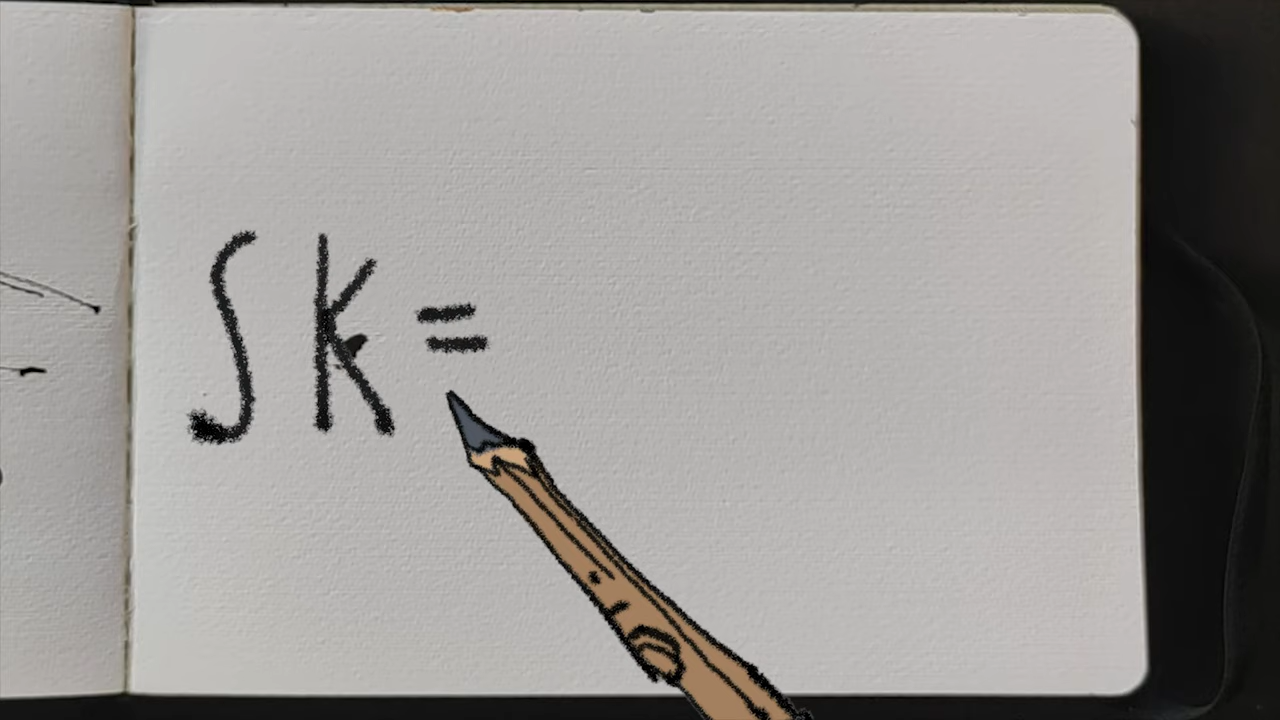 ∫ K =